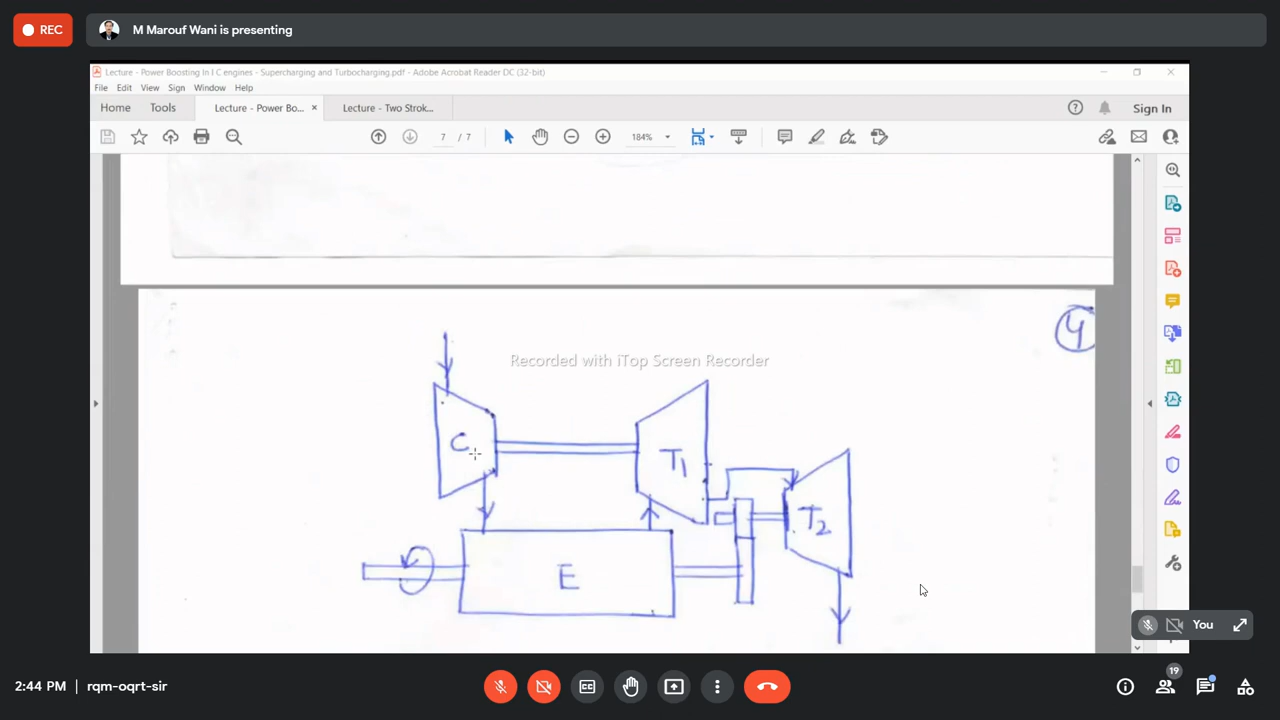 REC
M Marouf Wani is presenting
Lecture - Power Boosting In I C engines - Supercharging and Turbocharging.pdf - Adobe Acrobat Reader DC (32-bit)
File Edit View Sign Window Help
Home Tools Lecture - Power Bo... × Lecture - Two Strok... Sign In
7 / 7 184%
4
Recorded with iTop Screen Recorder
C
T1
T2
E
You
2:44 PM | rqm-oqrt-sir
19